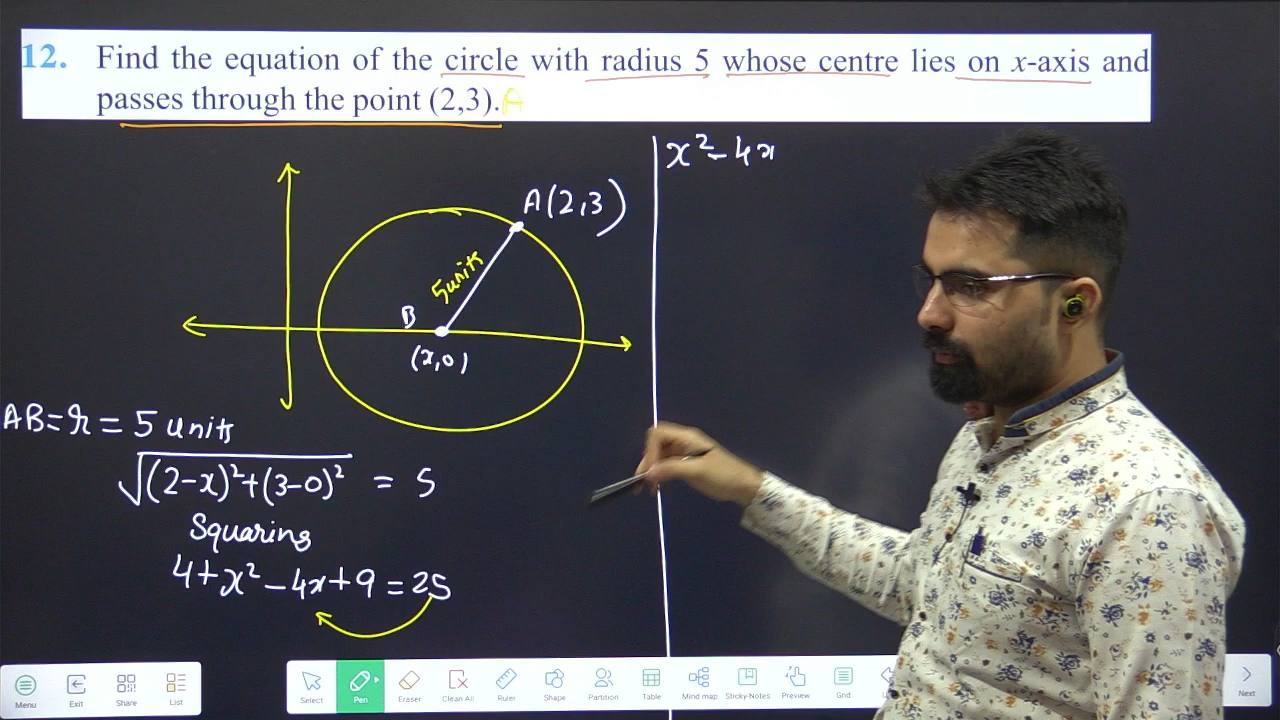 12. Find the equation of the circle with radius 5 whose centre lies on x-axis and
passes through the point (2,3). A
x² - 4x
A(2,3)
5 units
B
(x,0)
AB = r = 5 units
√(2-x)²+(3-0)² = 5
Squaring
4+x²-4x+9 = 25
Menu
Exit
Share
List
Select
Pen
Eraser
Clean All
Ruler
Shape
Partition
Table
Mind map
Sticky-Notes
Preview
Grid
Next